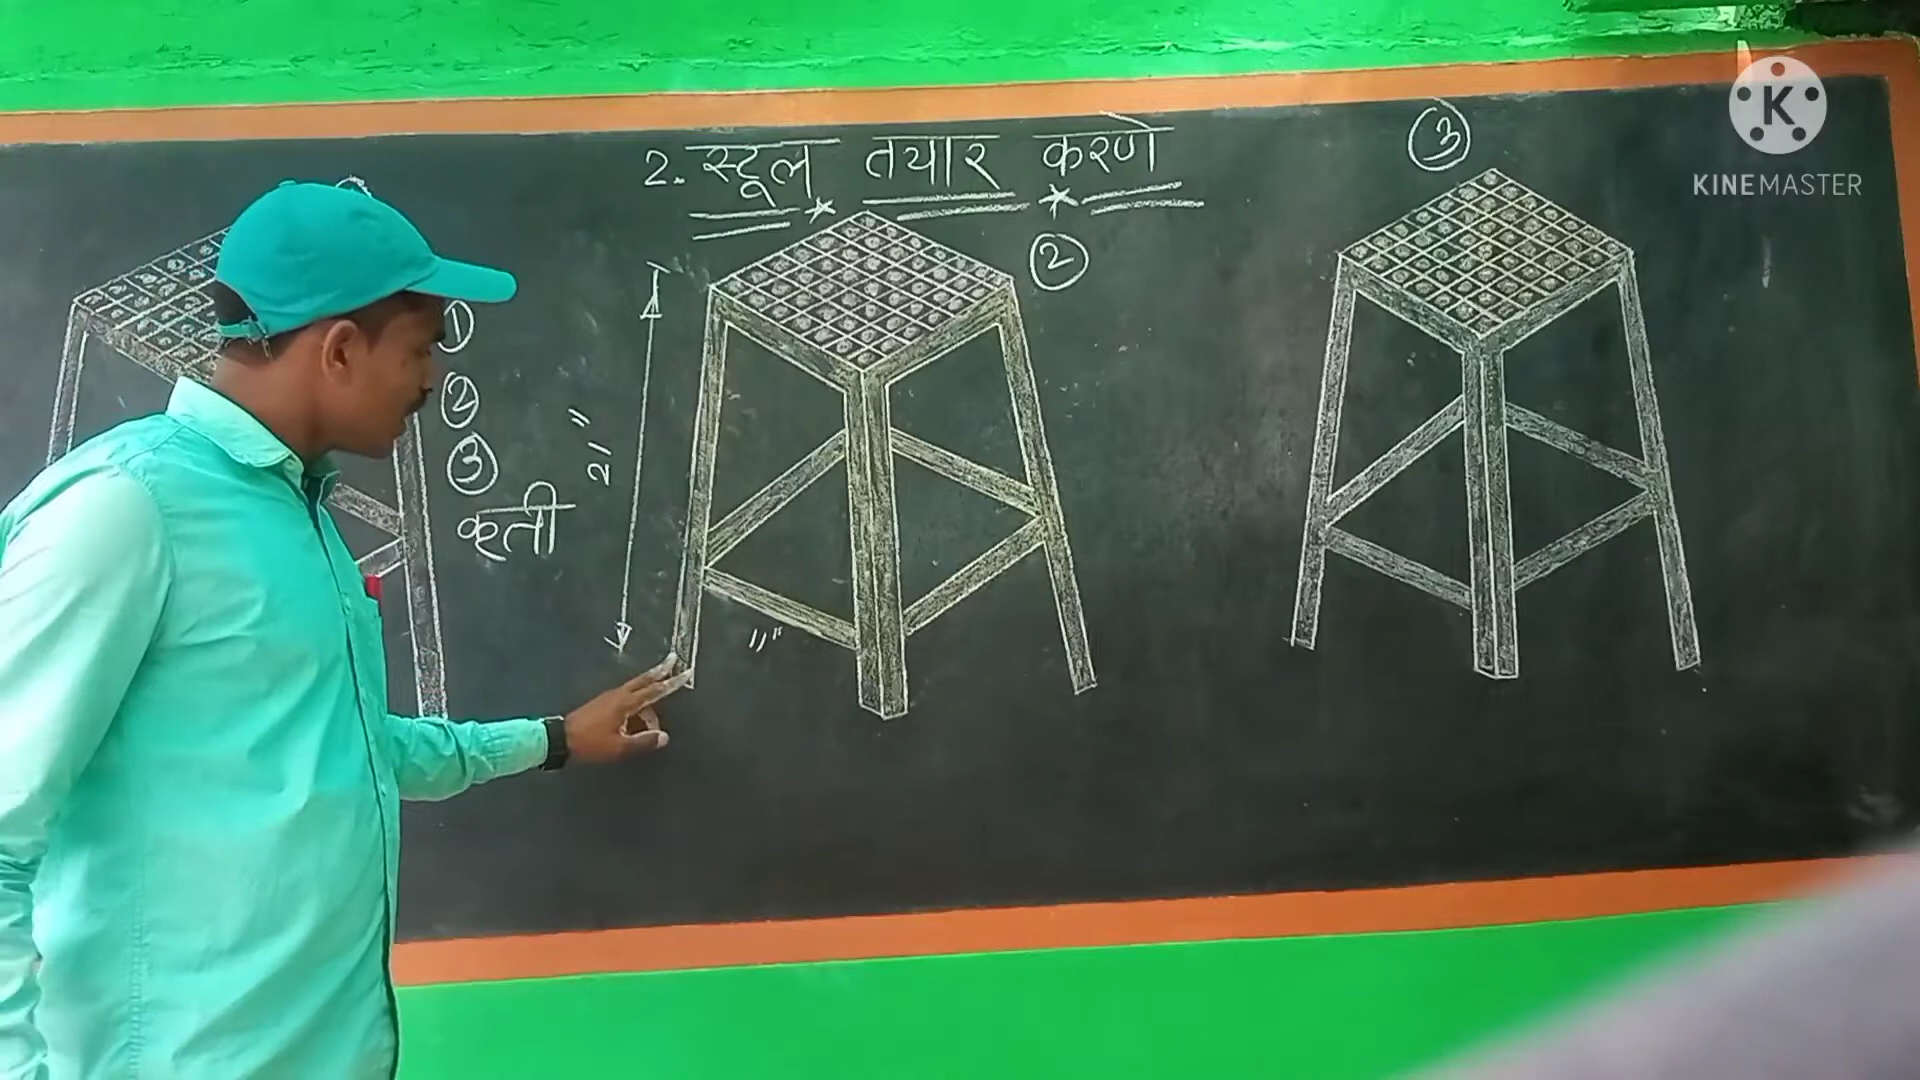 2. स्टूल तयार करणे
①
②
③
कृती
21"
②
11"
③
K
KINEMASTER